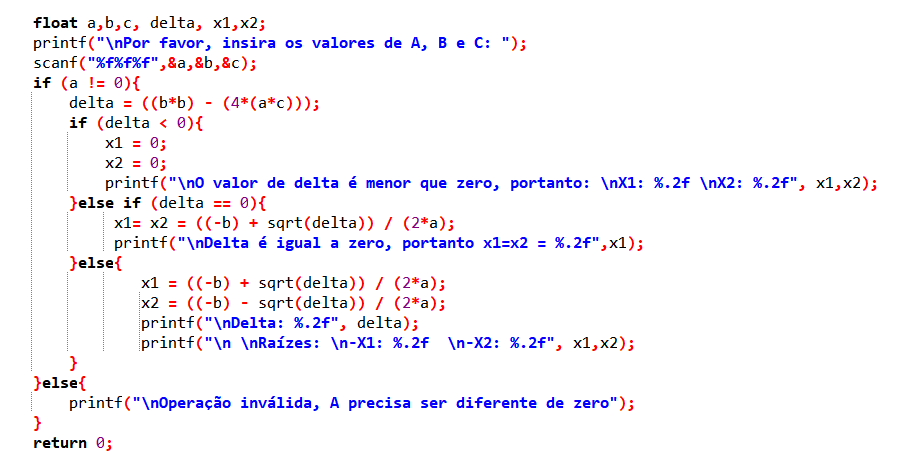 float a,b,c, delta, x1,x2;
printf("\nPor favor, insira os valores de A, B e C: ");
scanf("%f%f%f",&a,&b,&c);
if (a != 0){
delta = ((b*b) - (4*(a*c)));
if (delta < 0){
x1 = 0;
x2 = 0;
printf("\nO valor de delta é menor que zero, portanto: \nX1: %.2f \nX2: %.2f", x1,x2);
}else if (delta == 0){
x1= x2 = ((-b) + sqrt(delta)) / (2*a);
printf("\nDelta é igual a zero, portanto x1=x2 = %.2f",x1);
}else{
x1 = ((-b) + sqrt(delta)) / (2*a);
x2 = ((-b) - sqrt(delta)) / (2*a);
printf("\nDelta: %.2f", delta);
printf("\n \nRaízes: \n-X1: %.2f  \n-X2: %.2f", x1,x2);
}
}else{
printf("\nOperação inválida, A precisa ser diferente de zero");
}
return 0;